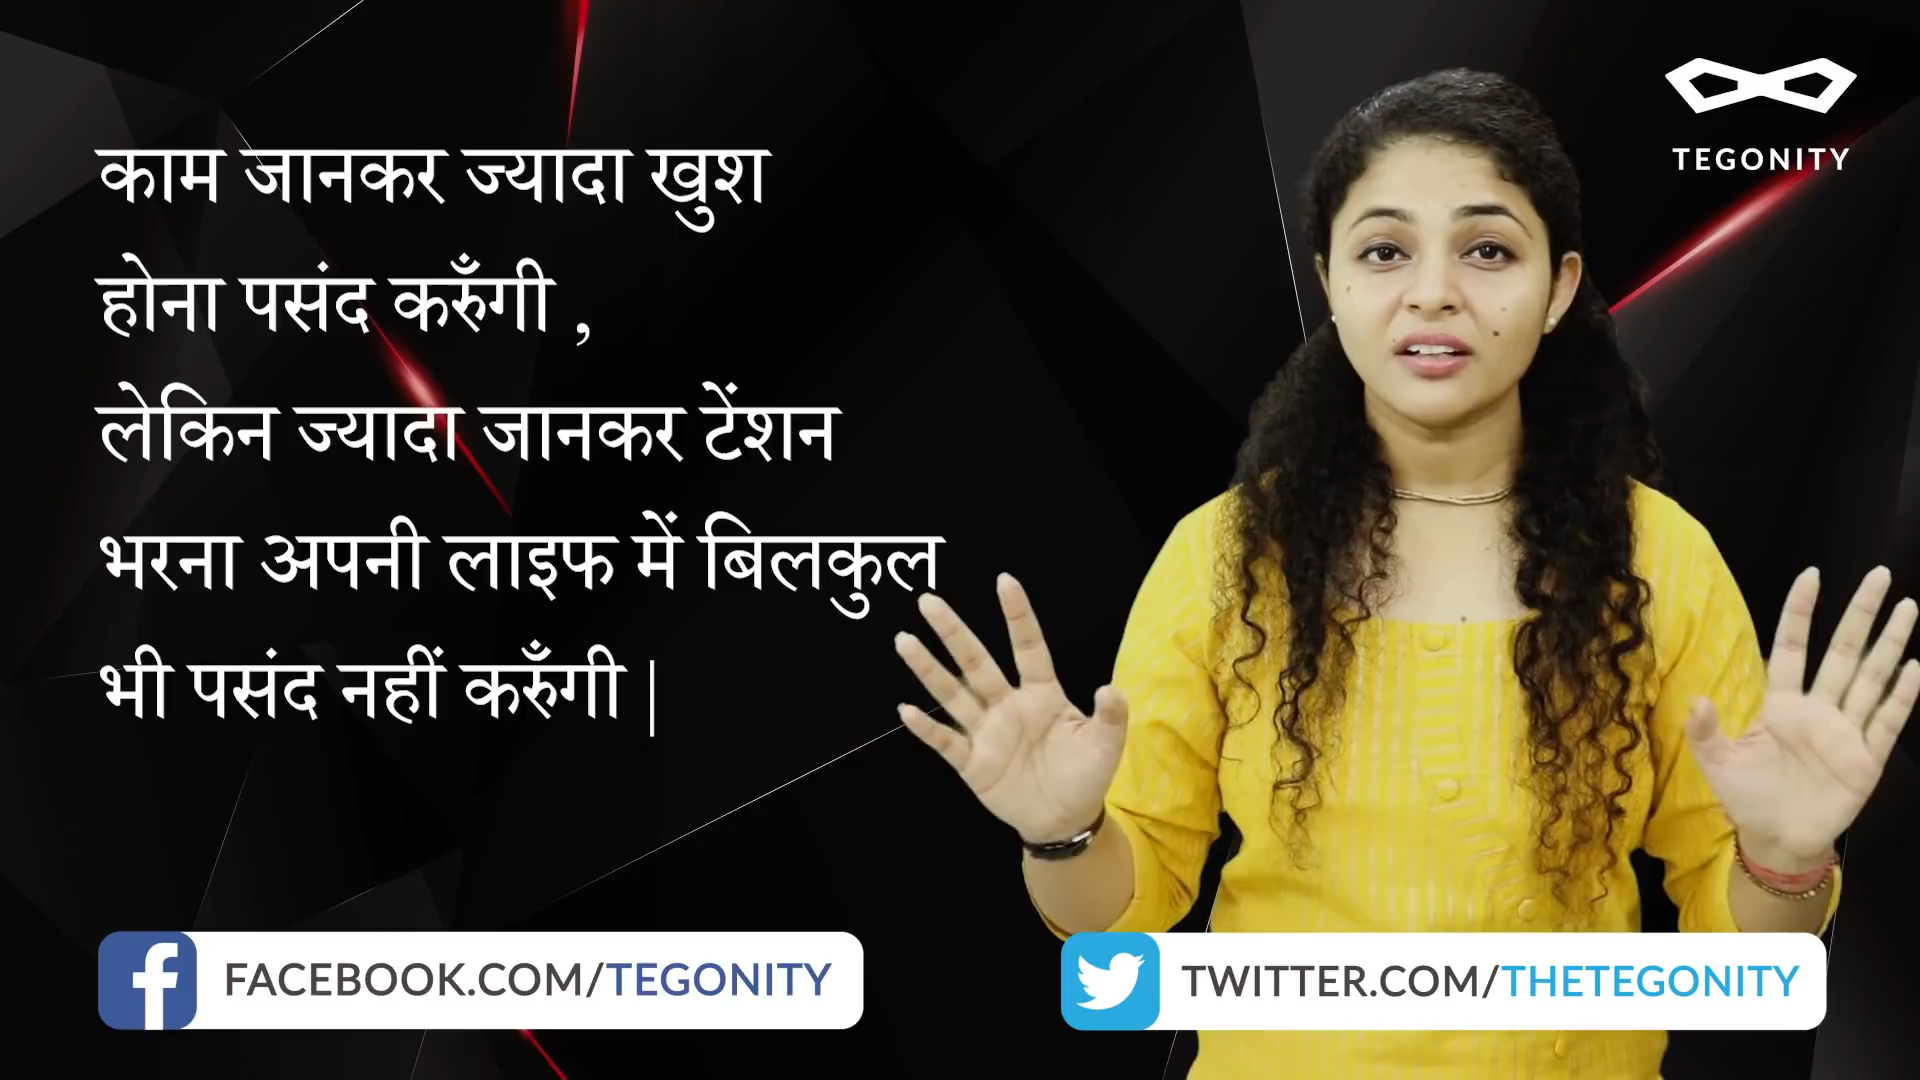 काम जानकर ज्यादा खुश
होना पसंद करुँगी ,
लेकिन ज्यादा जानकर टेंशन
भरना अपनी लाइफ में बिलकुल
भी पसंद नहीं करुँगी |
TEGONITY
FACEBOOK.COM/TEGONITY
TWITTER.COM/THETEGONITY